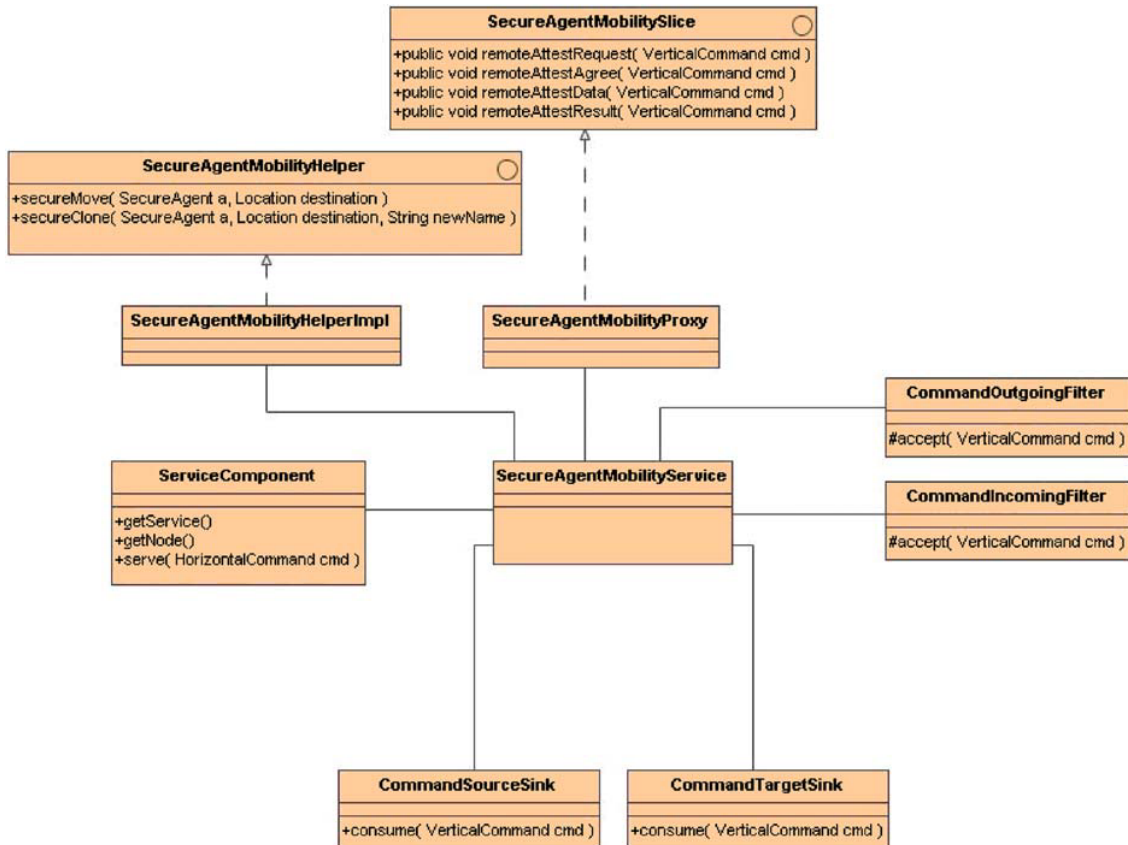 SecureAgentMobilitySlice
+public void remoteAttestRequest( VerticalCommand cmd )
+public void remoteAttestAgree( VerticalCommand cmd )
+public void remoteAttestData( VerticalCommand cmd )
+public void remoteAttestResult( VerticalCommand cmd )
SecureAgentMobilityHelper
+secureMove( SecureAgent a, Location destination )
+secureClone( SecureAgent a, Location destination, String newName )
SecureAgentMobilityHelperImpl
SecureAgentMobilityProxy
CommandOutgoingFilter
#accept( VerticalCommand cmd )
ServiceComponent
+getService()
+getNode()
+serve( HorizontalCommand cmd )
SecureAgentMobilityService
CommandIncomingFilter
#accept( VerticalCommand cmd )
CommandSourceSink
+consume( VerticalCommand cmd )
CommandTargetSink
+consume( VerticalCommand cmd )